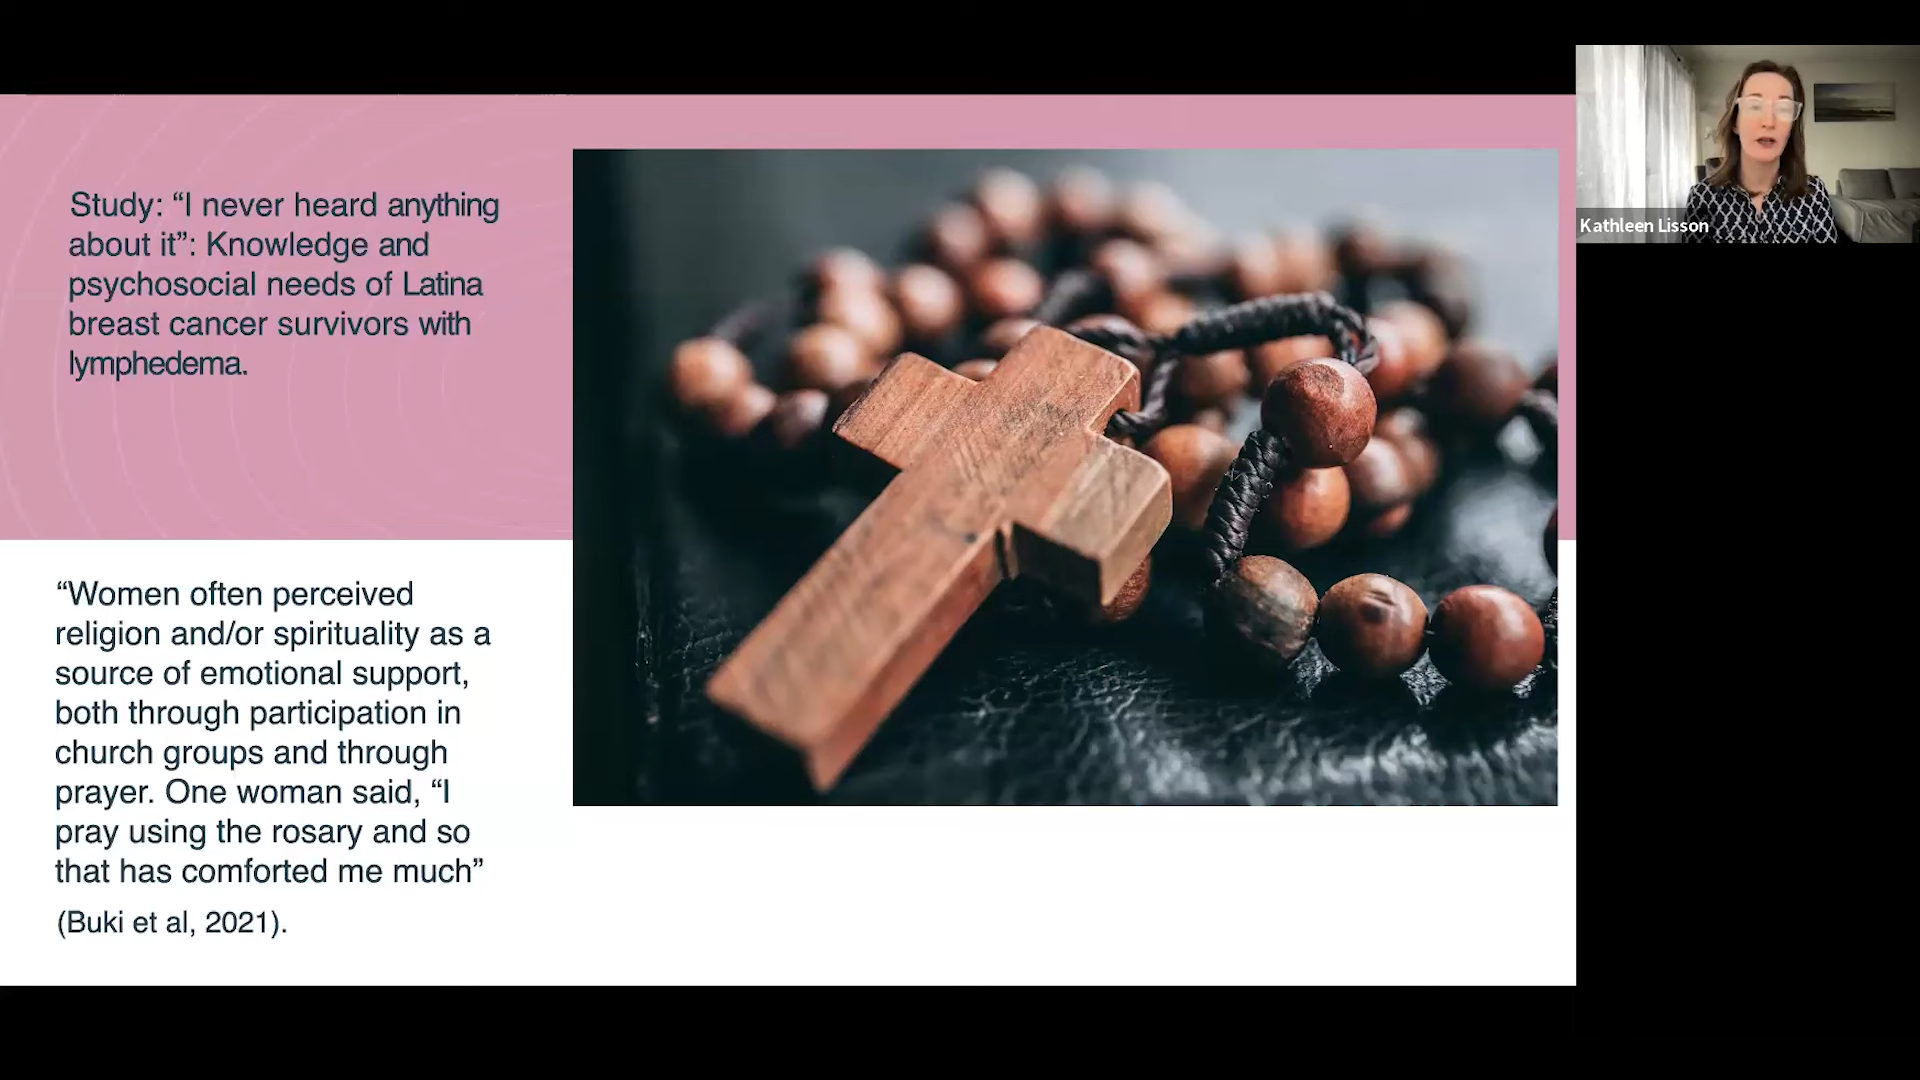 Study: “I never heard anything
about it”: Knowledge and
psychosocial needs of Latina
breast cancer survivors with
lymphedema.
“Women often perceived
religion and/or spirituality as a
source of emotional support,
both through participation in
church groups and through
prayer. One woman said, “I
pray using the rosary and so
that has comforted me much”
(Buki et al, 2021).
Kathleen Lisson